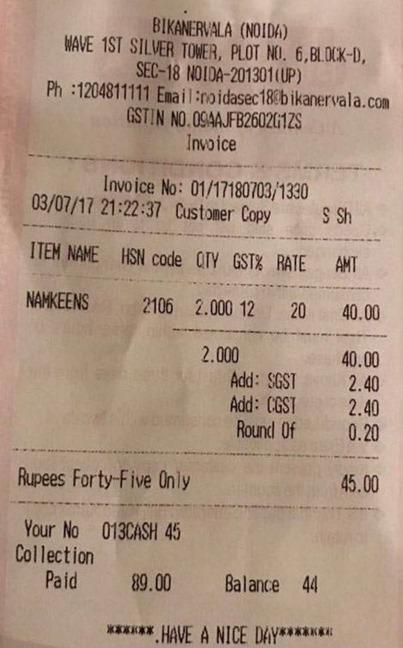 BIKANERVALA (NOIDA)
WAVE 1ST SILVER TOWER, PLOT NO. 6,BLOCK-D,
SEC-18 NOIDA-201301(UP)
Ph :1204811111 Email:noidasec18@bikanervala.com
GSTIN NO.09AAJFB2602G1ZS
Invoice
Invoice No: 01/17180703/1330
03/07/17 21:22:37 Customer Copy S Sh
ITEM NAME HSN code QTY GST% RATE AMT
NAMKEENS 2106 2.000 12 20 40.00
2.000 40.00
Add: SGST 2.40
Add: CGST 2.40
Round Of 0.20
Rupees Forty-Five Only 45.00
Your No 013CASH 45
Collection
Paid 89.00 Balance 44
******.HAVE A NICE DAY*******